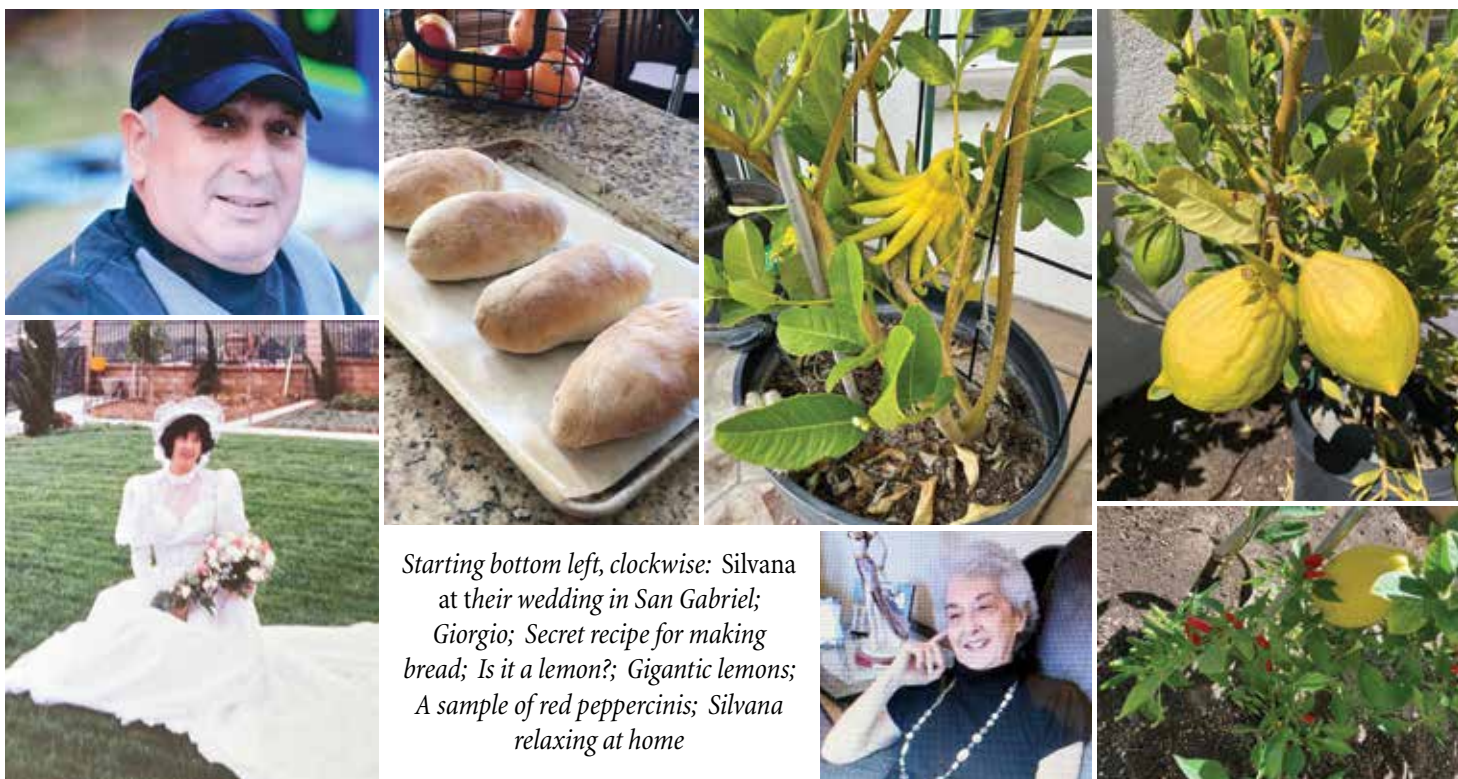 Starting bottom left, clockwise: Silvana
at their wedding in San Gabriel;
Giorgio; Secret recipe for making
bread; Is it a lemon?; Gigantic lemons;
A sample of red peppercinis; Silvana
relaxing at home